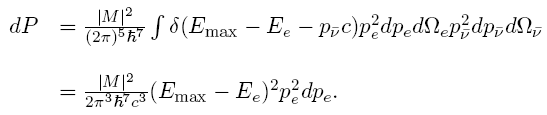 dP = \frac{|M|^2}{(2\pi)^5\hbar^7} \int \delta(E_{\max} - E_e - p_{\bar{\nu}}c)p_e^2 dp_e d\Omega_e p_{\bar{\nu}}^2 dp_{\bar{\nu}} d\Omega_{\bar{\nu}}
= \frac{|M|^2}{2\pi^3\hbar^7c^3}(E_{\max} - E_e)^2 p_e^2 dp_e.